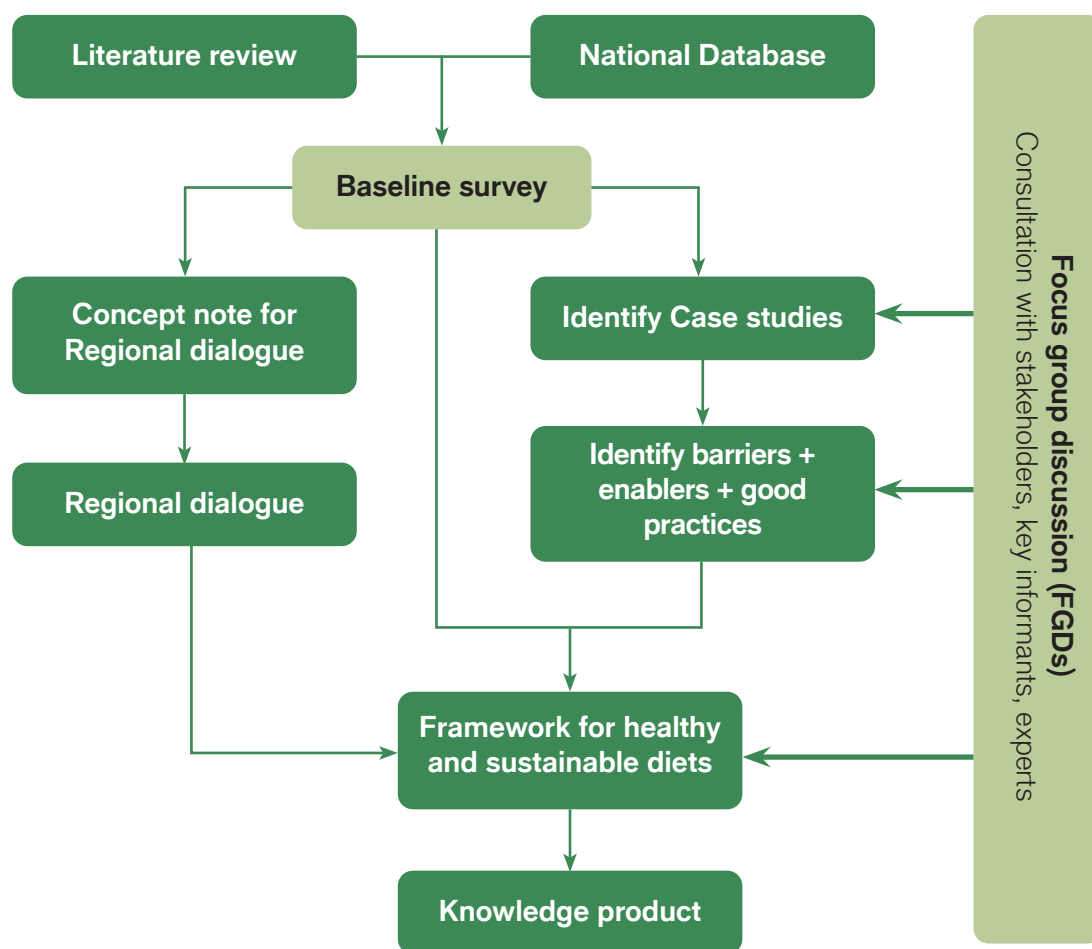 Literature review
National Database
Baseline survey
Concept note for
Regional dialogue
Identify Case studies
Regional dialogue
Identify barriers +
enablers + good
practices
Framework for healthy
and sustainable diets
Knowledge product
Focus group discussion (FGDs)
Consultation with stakeholders, key informants, experts